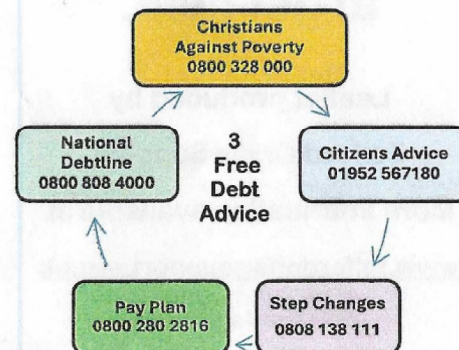 Christians
Against Poverty
0800 328 000
National
Debtline
0800 808 4000
3
Free
Debt
Advice
Citizens Advice
01952 567180
Pay Plan
0800 280 2816
Step Changes
0808 138 111